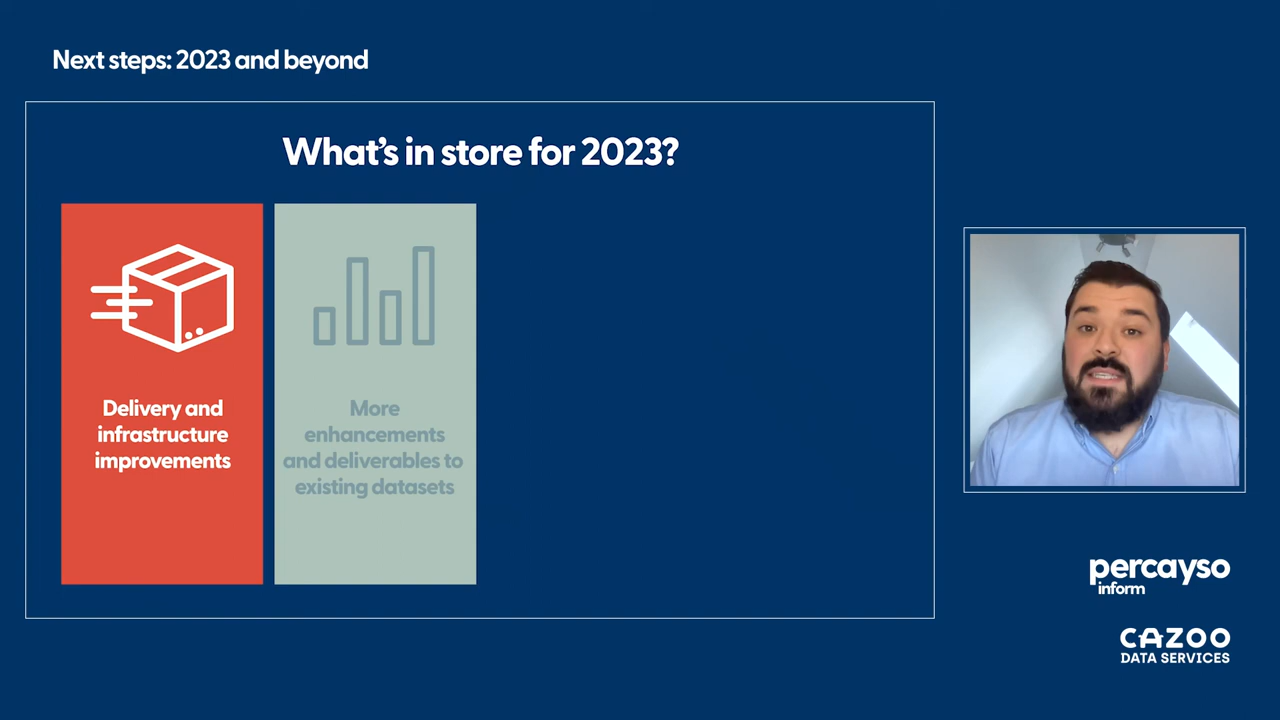 Next steps: 2023 and beyond
What's in store for 2023?
Delivery and
infrastructure
improvements
More
enhancements
and deliverables to
existing datasets
percayso
inform
CAZOO
DATA SERVICES